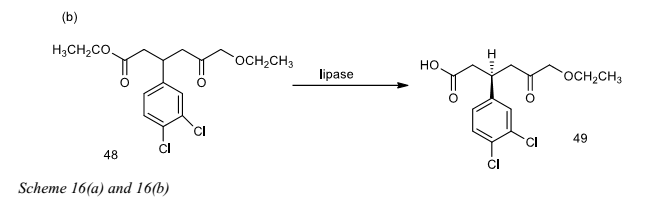 (b)
H₃CH₂CO
O
O
OCH₂CH₃
Cl
Cl
48
lipase
HO
O
H
O
OCH₂CH₃
Cl
Cl
49
Scheme 16(a) and 16(b)